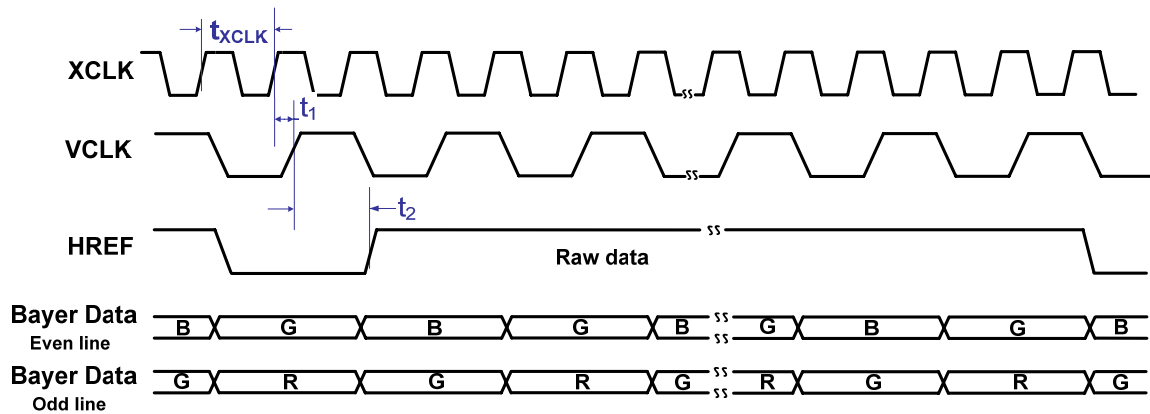 tXCLK
XCLK
t1
VCLK
t2
HREF
Raw data
Bayer Data
Even line
B G B G B G B G B
Bayer Data
Odd line
G R G R G R G R G